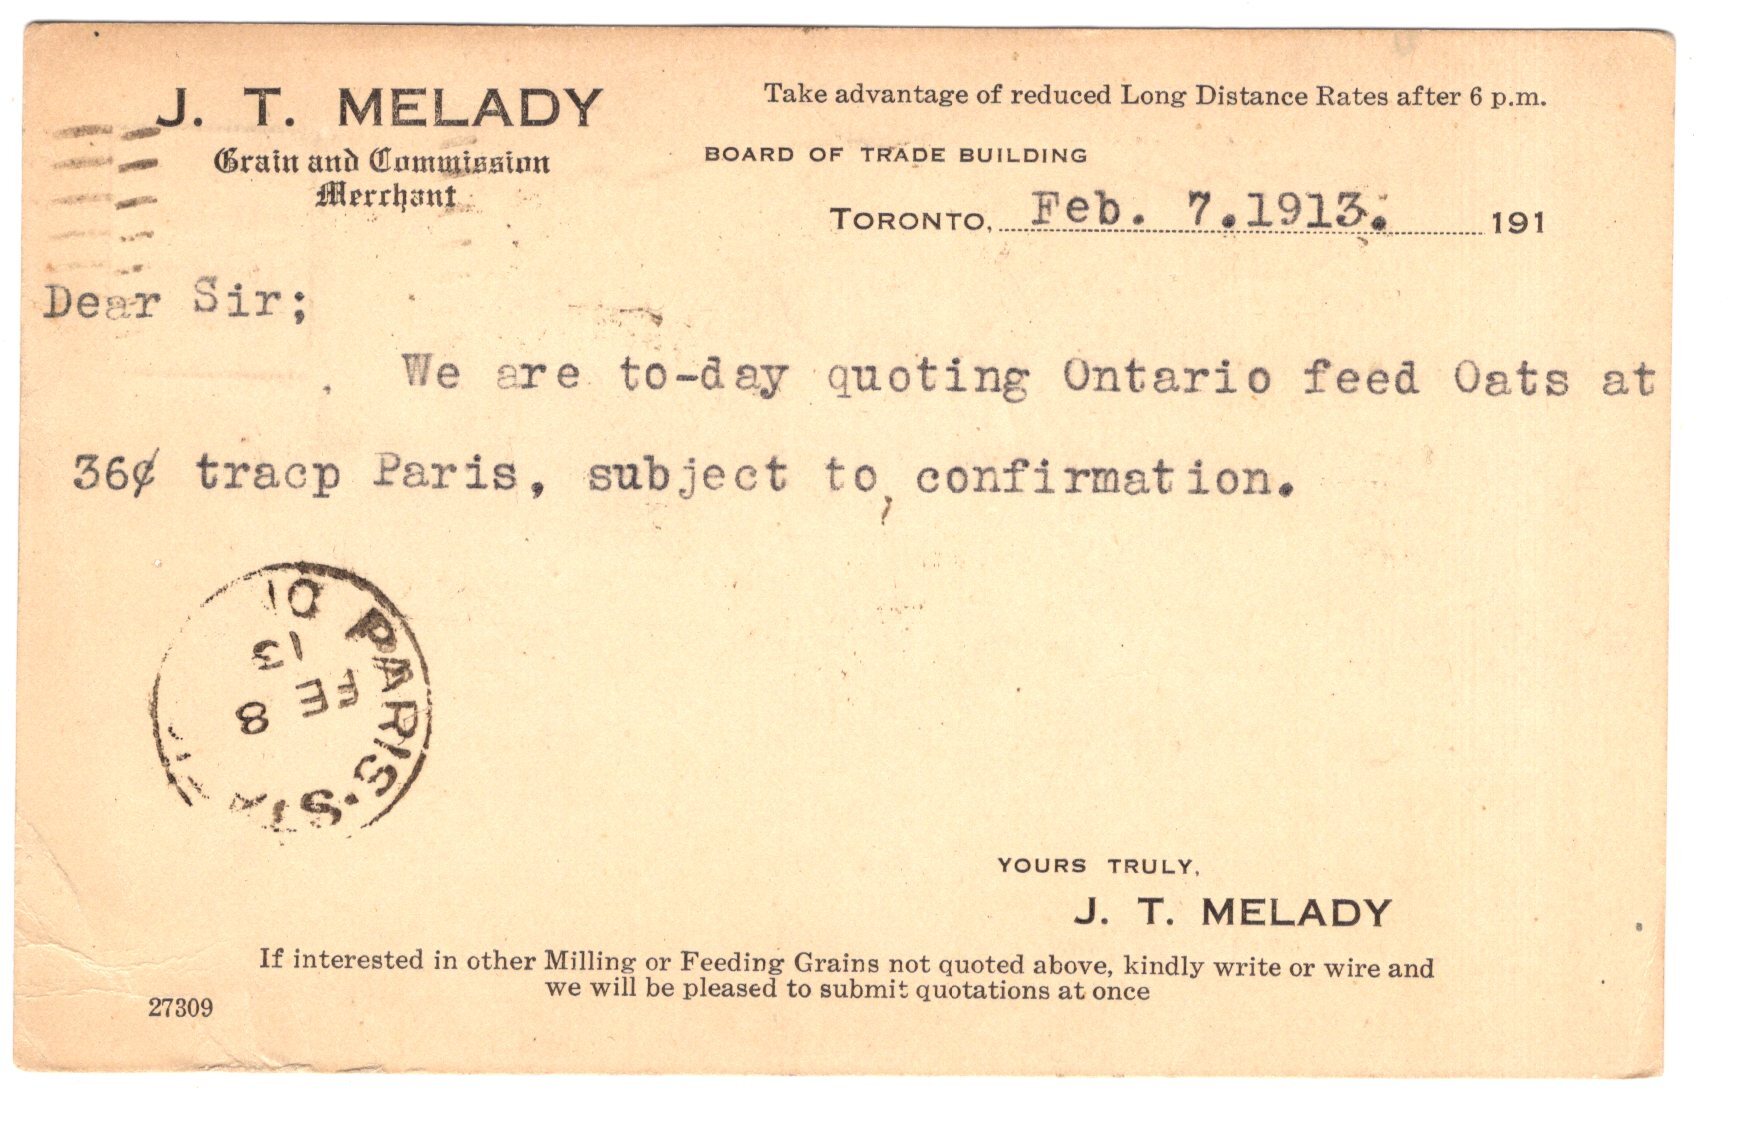 J. T. MELADY
Grain and Commission
Merchant
Take advantage of reduced Long Distance Rates after 6 p.m.
BOARD OF TRADE BUILDING
TORONTO, Feb. 7.1913. 191
Dear Sir;
We are to-day quoting Ontario feed Oats at
36¢ tracp Paris, subject to confirmation.
PARIS·STA
FE 8
13
YOURS TRULY,
J. T. MELADY
If interested in other Milling or Feeding Grains not quoted above, kindly write or wire and
we will be pleased to submit quotations at once
27309